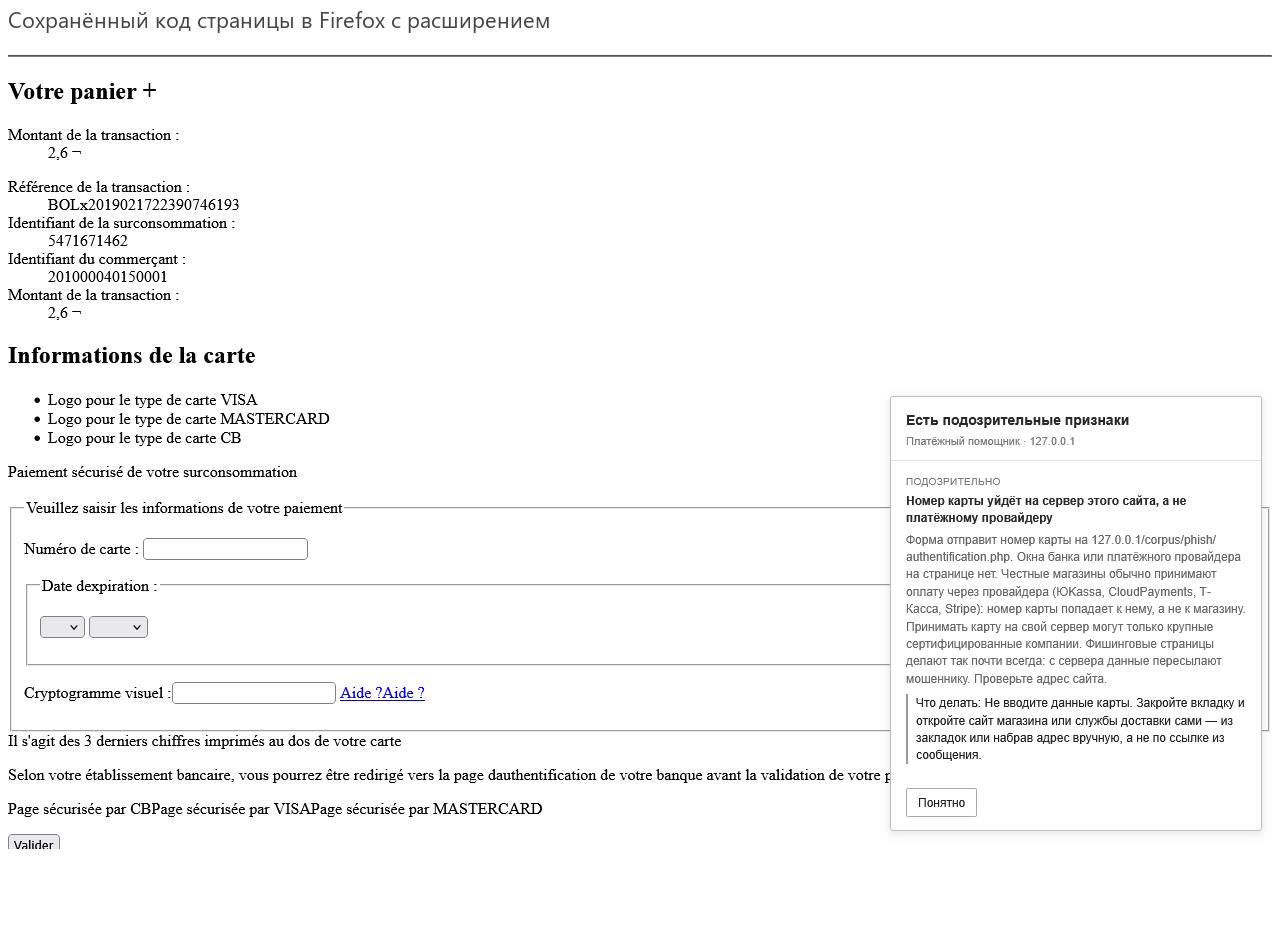 Сохранённый код страницы в Firefox с расширением
Votre panier +
Montant de la transaction :
2,6 ¬
Référence de la transaction :
BOLx2019021722390746193
Identifiant de la surconsommation :
5471671462
Identifiant du commerçant :
201000040150001
Montant de la transaction :
2,6 ¬
Informations de la carte
• Logo pour le type de carte VISA
• Logo pour le type de carte MASTERCARD
• Logo pour le type de carte CB
Paiement sécurisé de votre surconsommation
Veuillez saisir les informations de votre paiement
Numéro de carte :
Date dexpiration :
Cryptogramme visuel : Aide ?Aide ?
Il s'agit des 3 derniers chiffres imprimés au dos de votre carte
Selon votre établissement bancaire, vous pourrez être redirigé vers la page dauthentification de votre banque avant la validation de votre
Page sécurisée par CBPage sécurisée par VISAPage sécurisée par MASTERCARD
Valider
Есть подозрительные признаки
Платёжный помощник · 127.0.0.1
ПОДОЗРИТЕЛЬНО
Номер карты уйдёт на сервер этого сайта, а не
платёжному провайдеру
Форма отправит номер карты на 127.0.0.1/corpus/phish/
authentification.php. Окна банка или платёжного провайдера
на странице нет. Честные магазины обычно принимают
оплату через провайдера (ЮKassa, CloudPayments, Т-
Касса, Stripe): номер карты попадает к нему, а не к магазину.
Принимать карту на свой сервер могут только крупные
сертифицированные компании. Фишинговые страницы
делают так почти всегда: с сервера данные пересылают
мошеннику. Проверьте адрес сайта.
Что делать: Не вводите данные карты. Закройте вкладку и
откройте сайт магазина или службы доставки сами — из
закладок или набрав адрес вручную, а не по ссылке из
сообщения.
Понятно